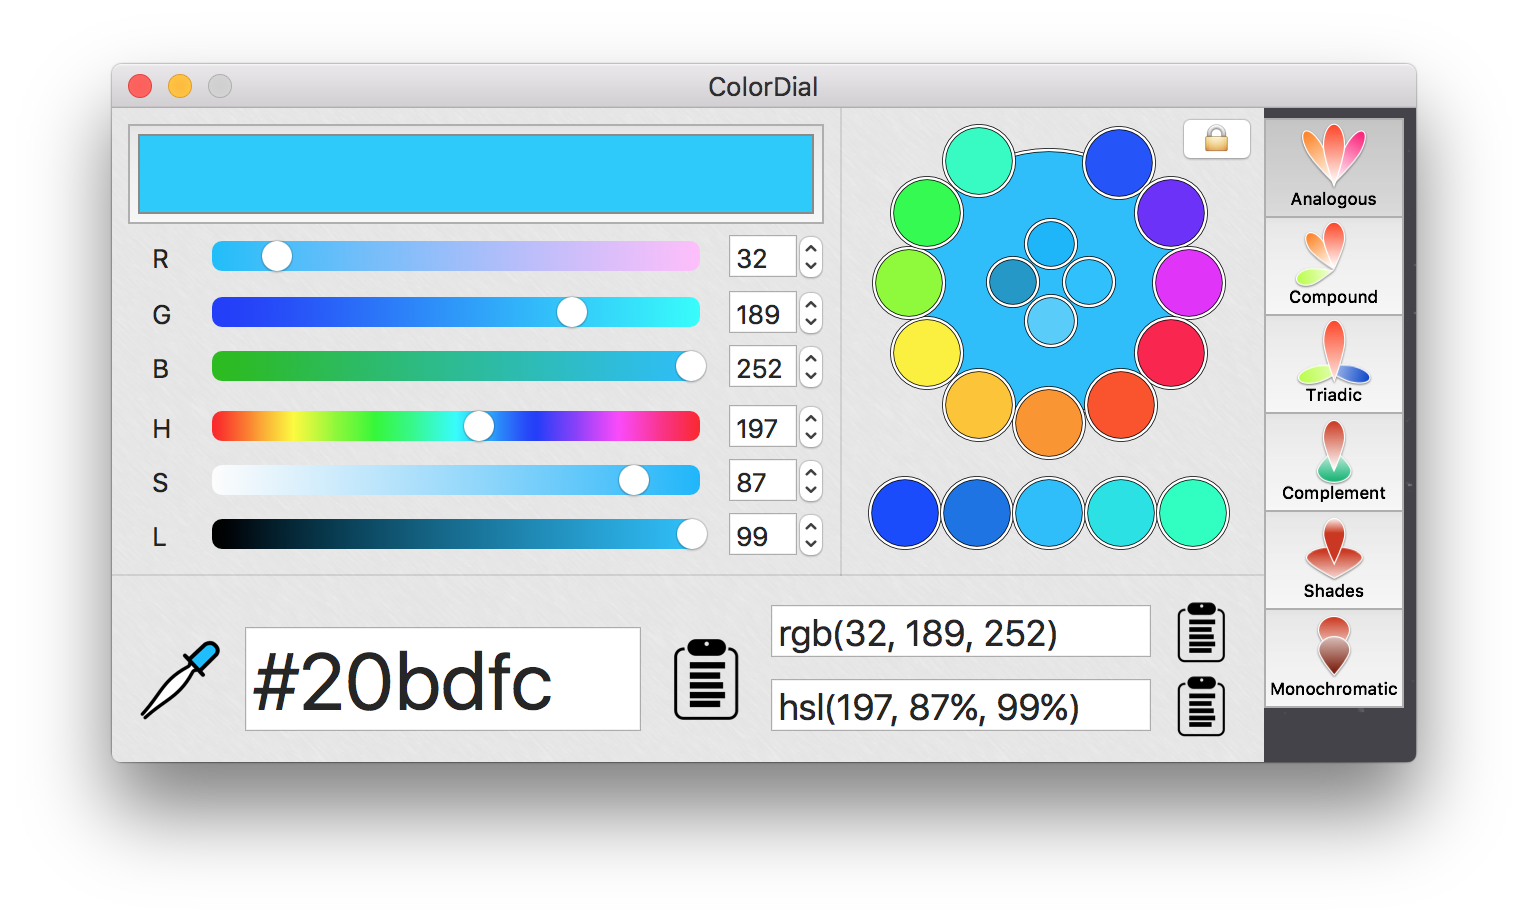 ColorDial
R 32
G 189
B 252
H 197
S 87
L 99
#20bdfc
rgb(32, 189, 252)
hsl(197, 87%, 99%)
Analogous
Compound
Triadic
Complement
Shades
Monochromatic